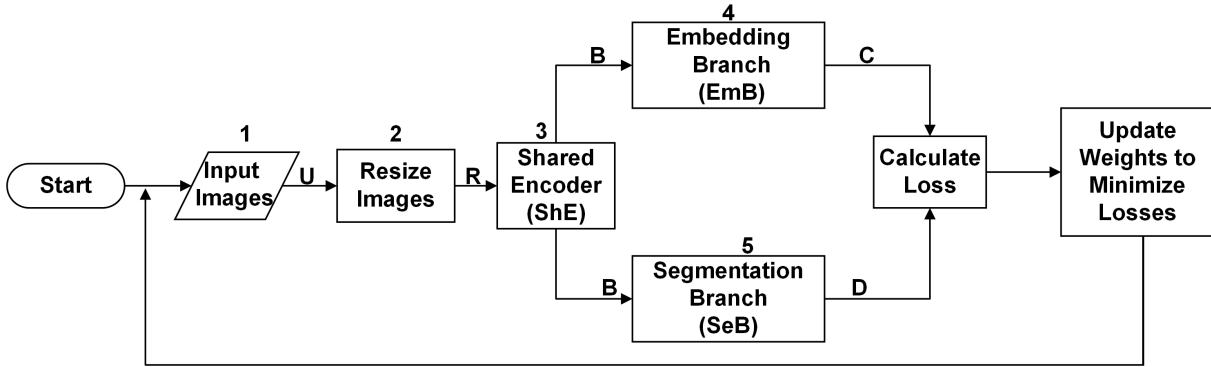 Start
1
Input
Images
U
2
Resize
Images
R
3
Shared
Encoder
(ShE)
B
4
Embedding
Branch
(EmB)
C
B
5
Segmentation
Branch
(SeB)
D
Calculate
Loss
Update
Weights to
Minimize
Losses